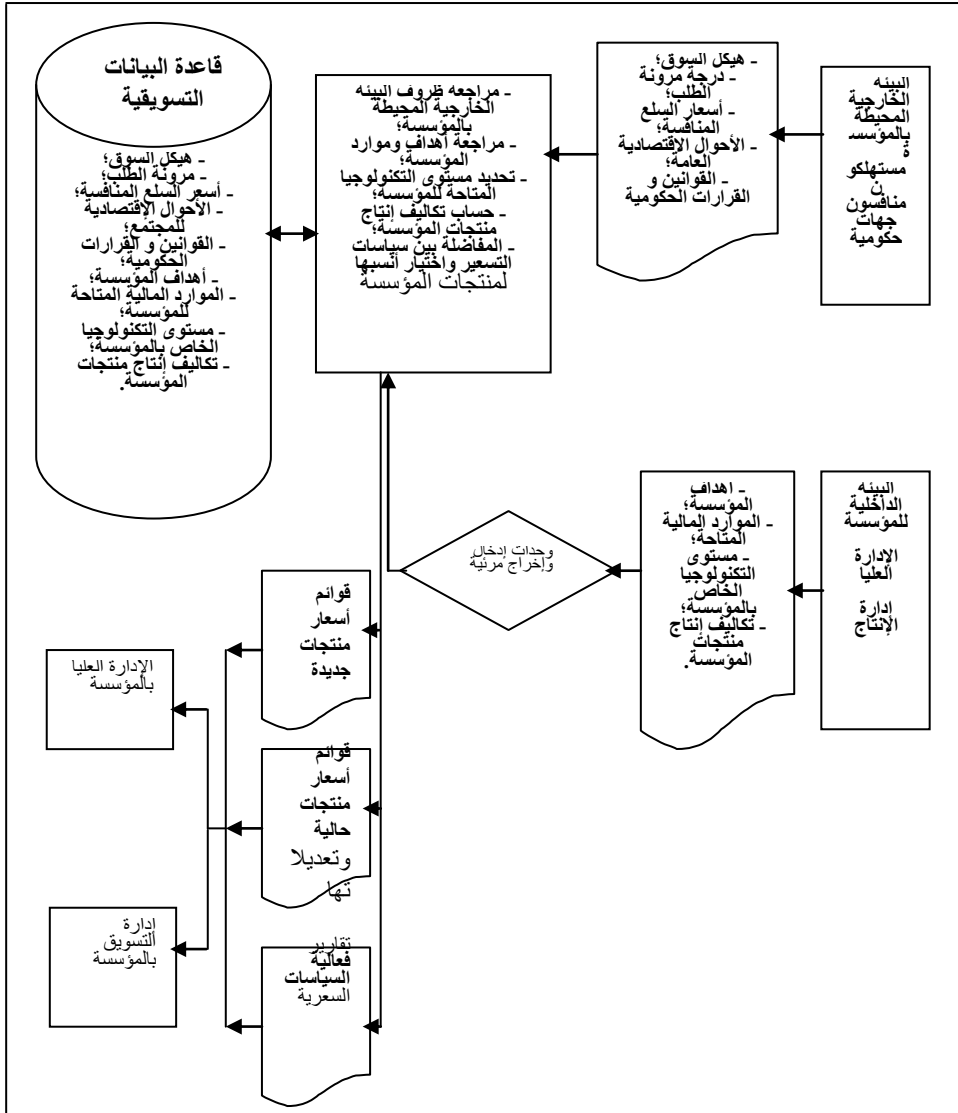 البيئه
الخارجية
المحيطة
بالمؤسس
ة
مستهلكو
ن
منافسون
جهات
حكومية
- هيكل السوق؛
- درجة مرونة
الطلب؛
- أسعار السلع
المنافسة؛
- الأحوال الاقتصادية
العامة؛
- القوانين و
القرارات الحكومية
- مراجعه ظروف البيئه
الخارجية المحيطة
بالمؤسسة؛
- مراجعة أهداف وموارد
المؤسسة؛
- تحديد مستوى التكنولوجيا
المتاحة للمؤسسة؛
- حساب تكاليف إنتاج
منتجات المؤسسة؛
- المفاضلة بين سياسات
التسعير واختيار أنسبها
لمنتجات المؤسسة
قاعدة البيانات
التسويقية
- هيكل السوق؛
- مرونة الطلب؛
- أسعر السلع المنافسة؛
- الأحوال الإقتصادية
للمجتمع؛
- القوانين و القرارات
الحكومية؛
- أهداف المؤسسة؛
- الموارد المالية المتاحة
للمؤسسة؛
- مستوى التكنولوجيا
الخاص بالمؤسسة؛
- تكاليف إنتاج منتجات
المؤسسة.
البيئه
الداخلية
للمؤسسة
الإدارة
العليا
إدارة
الإنتاج
- اهداف
المؤسسة؛
- الموارد المالية
المتاحة؛
- مستوى
التكنولوجيا
الخاص
بالمؤسسة؛
- تكاليف إنتاج
منتجات
المؤسسة.
وحدات إدخال
وإخراج مرئية
قوائم
أسعار
منتجات
جديدة
قوائم
أسعار
منتجات
حالية
وتعديلا
تها
تقارير
فعالية
السياسات
السعرية
الإدارة العليا
بالمؤسسة
إدارة
التسويق
بالمؤسسة